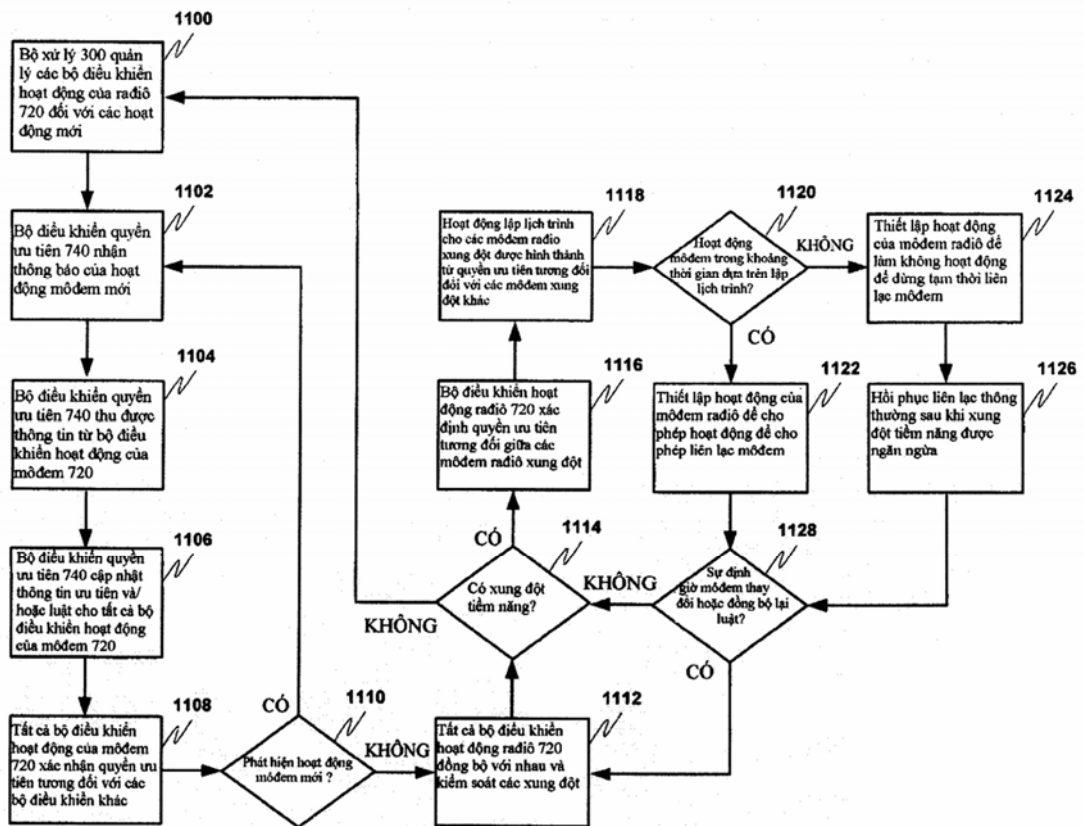 1100
Bộ xử lý 300 quản
lý các bộ điều khiển
hoạt động của rađiô
720 đối với các hoạt
động mới
1102
Bộ điều khiển quyền
ưu tiên 740 nhận
thông báo của hoạt
động môđem mới
1104
Bộ điều khiển quyền
ưu tiên 740 thu được
thông tin từ bộ điều
khiển hoạt động của
môđem 720
1106
Bộ điều khiển quyền
ưu tiên 740 cập nhật
thông tin ưu tiên và/
hoặc luật cho tất cả bộ
điều khiển hoạt động
của môđem 720
1108
Tất cả bộ điều khiển
hoạt động của môđem
720 xác nhận quyền ưu
tiên tương đối với các
bộ điều khiển khác
1110
CÓ
Phát hiện hoạt động
môđem mới ?
KHÔNG
1112
Tất cả bộ điều khiển
hoạt động rađiô 720
đồng bộ với nhau và
kiểm soát các xung đột
1114
CÓ
Có xung đột
tiềm năng?
KHÔNG
1116
Bộ điều khiển hoạt
động rađiô 720 xác
định quyền ưu tiên
tương đối giữa các
môđem rađiô xung đột
1118
Hoạt động lập lịch trình
cho các môđem radio
xung đột được hình thành
từ quyền ưu tiên tương đối
đối với các môđem xung
đột khác
1120
Hoạt động
môđem trong khoảng
thời gian dựa trên lập
lịch trình?
KHÔNG
CÓ
1122
Thiết lập hoạt động của
môđem rađiô để cho
phép hoạt động để cho
phép liên lạc môđem
1124
Thiết lập hoạt động
của môđem rađiô để
làm không hoạt động
để dừng tạm thời liên
lạc môđem
1126
Hồi phục liên lạc thông
thường sau khi xung
đột tiềm năng được
ngăn ngừa
1128
Sự định
giờ môđem thay
đổi hoặc đồng bộ lại
luật?
KHÔNG
CÓ